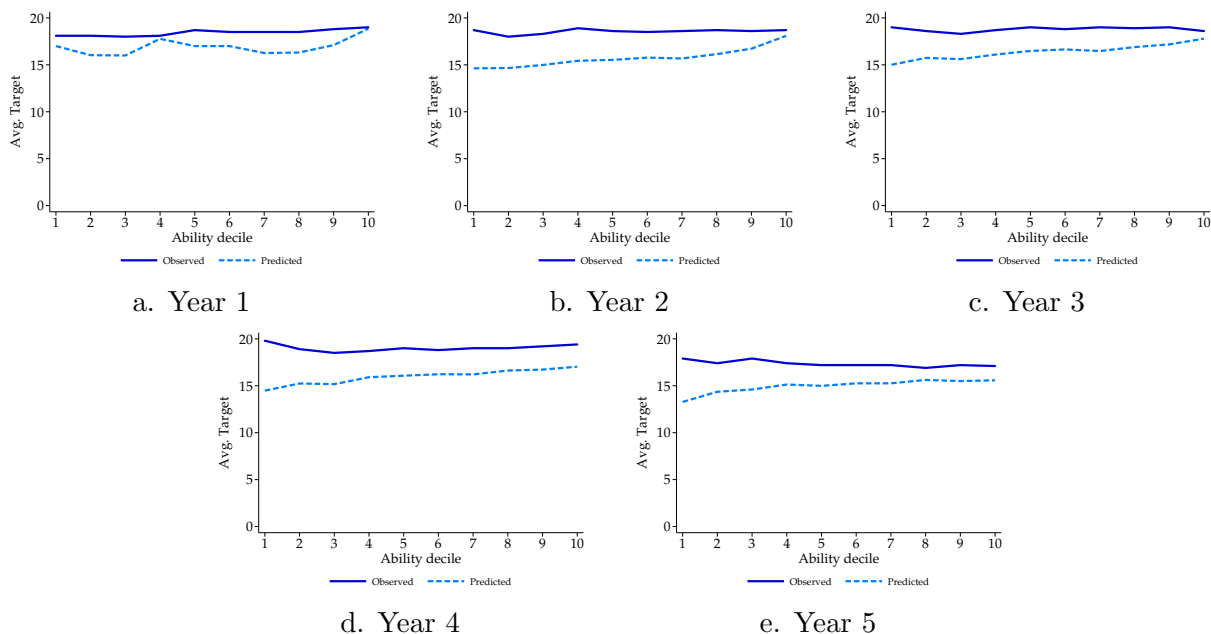 20
15
10
5
0
Avg. Target
1 2 3 4 5 6 7 8 9 10
Ability decile
Observed Predicted
a. Year 1
20
15
10
5
0
Avg. Target
1 2 3 4 5 6 7 8 9 10
Ability decile
Observed Predicted
b. Year 2
20
15
10
5
0
Avg. Target
1 2 3 4 5 6 7 8 9 10
Ability decile
Observed Predicted
c. Year 3
20
15
10
5
0
Avg. Target
1 2 3 4 5 6 7 8 9 10
Ability decile
Observed Predicted
d. Year 4
20
15
10
5
0
Avg. Target
1 2 3 4 5 6 7 8 9 10
Ability decile
Observed Predicted
e. Year 5